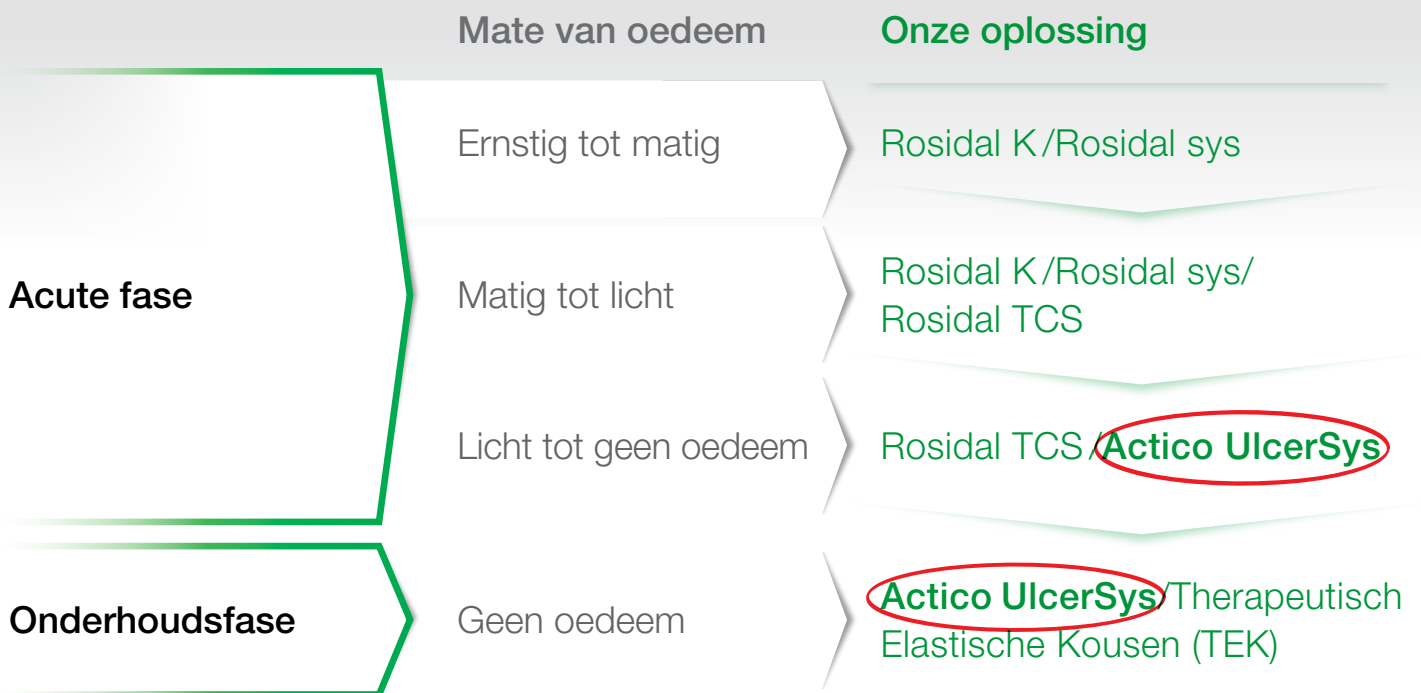 Mate van oedeem
Onze oplossing
Acute fase
Ernstig tot matig
Rosidal K/Rosidal sys
Matig tot licht
Rosidal K/Rosidal sys/
Rosidal TCS
Licht tot geen oedeem
Rosidal TCS/Actico UlcerSys
Onderhoudsfase
Geen oedeem
Actico UlcerSys/Therapeutisch
Elastische Kousen (TEK)